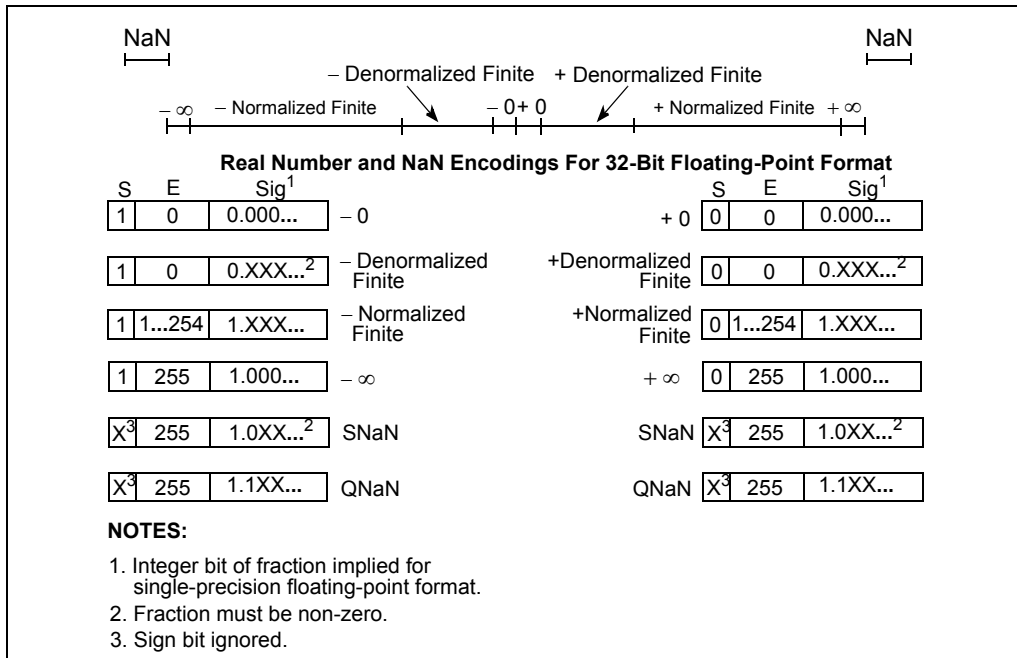 NaN NaN
– Denormalized Finite + Denormalized Finite
– ∞ – Normalized Finite – 0 + 0 + Normalized Finite + ∞
Real Number and NaN Encodings For 32-Bit Floating-Point Format
S E Sig1 S E Sig1
1 0 0.000... – 0 + 0 0 0 0.000...
1 0 0.XXX...2 – Denormalized Finite +Denormalized Finite 0 0 0.XXX...2
1 1...254 1.XXX... – Normalized Finite +Normalized Finite 0 1...254 1.XXX...
1 255 1.000... – ∞ + ∞ 0 255 1.000...
X3 255 1.0XX...2 SNaN SNaN X3 255 1.0XX...2
X3 255 1.1XX... QNaN QNaN X3 255 1.1XX...
NOTES:
1. Integer bit of fraction implied for
single-precision floating-point format.
2. Fraction must be non-zero.
3. Sign bit ignored.